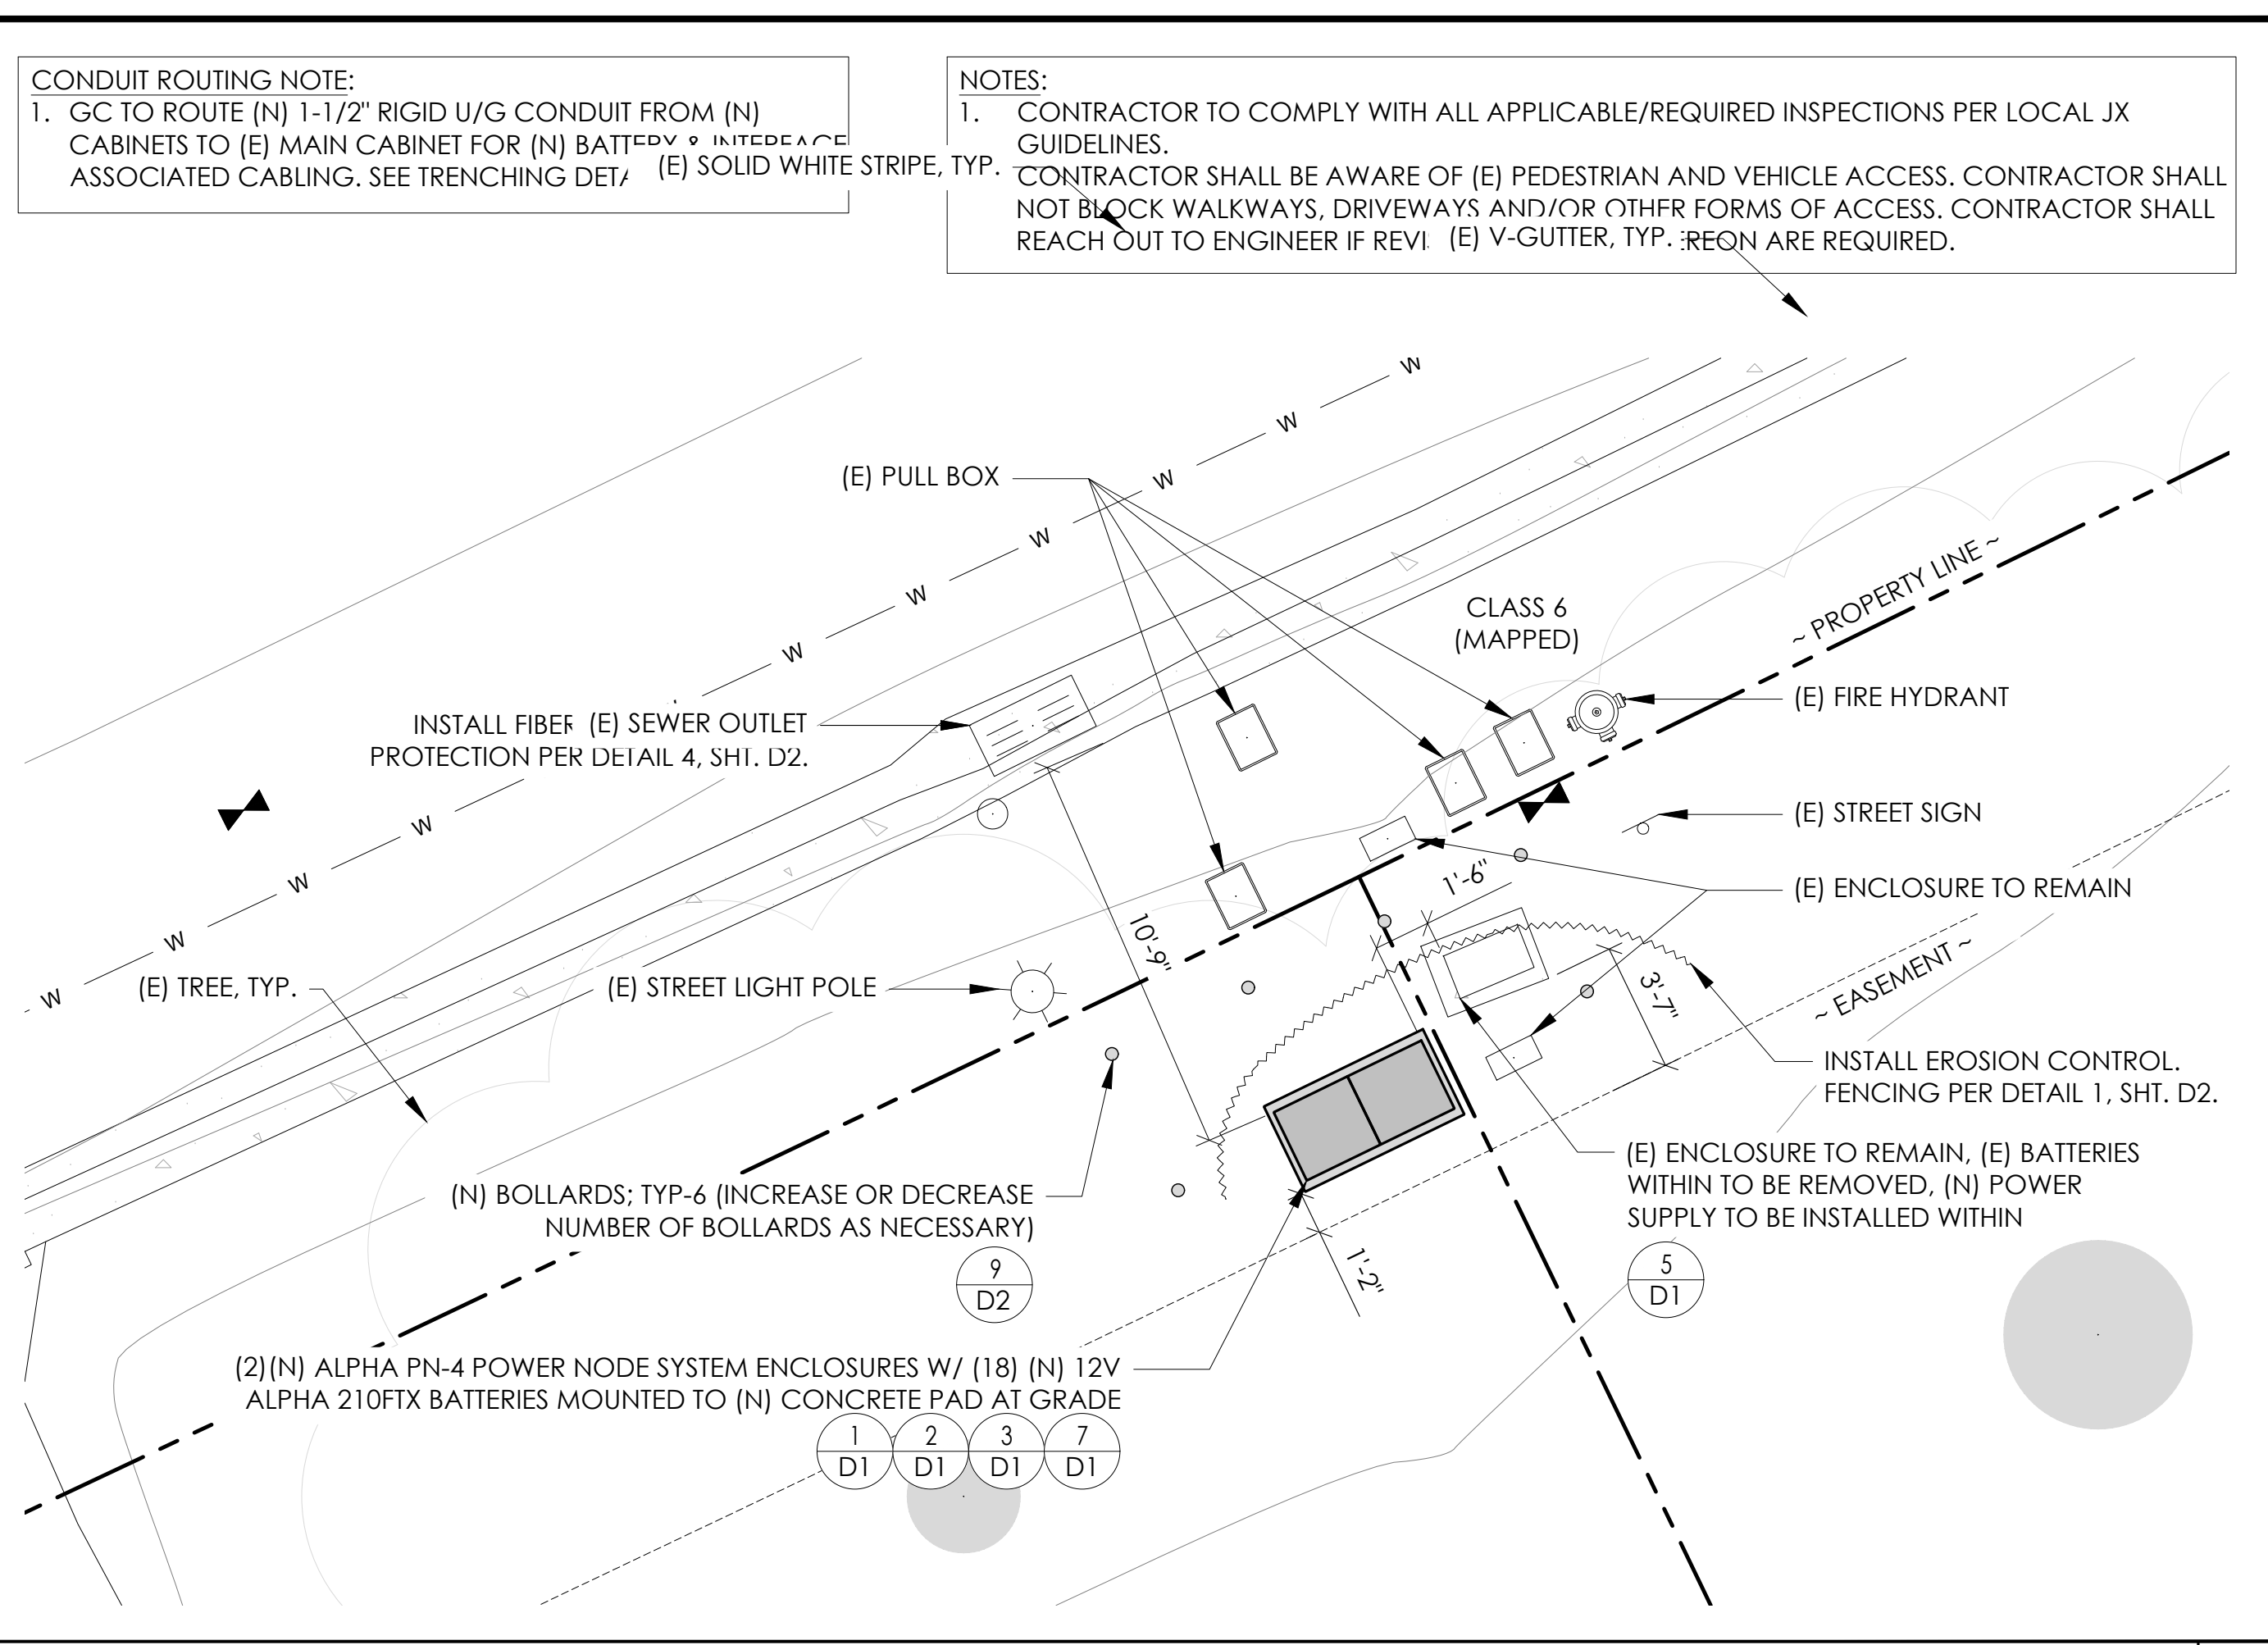 CONDUIT ROUTING NOTE:
1. GC TO ROUTE (N) 1-1/2" RIGID U/G CONDUIT FROM (N)
CABINETS TO (E) MAIN CABINET FOR (N) BATTERY & INTERFACE
ASSOCIATED CABLING. SEE TRENCHING
(E) SOLID WHITE STRIPE, TYP.
NOTES:
1. CONTRACTOR TO COMPLY WITH ALL APPLICABLE/REQUIRED INSPECTIONS PER LOCAL JX
GUIDELINES.
CONTRACTOR SHALL BE AWARE OF (E) PEDESTRIAN AND VEHICLE ACCESS. CONTRACTOR SHALL
NOT BLOCK WALKWAYS, DRIVEWAYS AND/OR OTHER FORMS OF ACCESS. CONTRACTOR SHALL
REACH OUT TO ENGINEER IF ARE REQUIRED.
(E) V-GUTTER, TYP.
W
W
W
W
W
W
W
W
W
W
(E) PULL BOX
CLASS 6
(MAPPED)
~ PROPERTY LINE ~
INSTALL FIBER
(E) SEWER OUTLET
PROTECTION PER DETAIL 4, SHT. D2.
(E) FIRE HYDRANT
(E) STREET SIGN
(E) ENCLOSURE TO REMAIN
1'-6"
10'-9"
3'-7"
~ EASEMENT ~
(E) TREE, TYP.
(E) STREET LIGHT POLE
INSTALL EROSION CONTROL.
FENCING PER DETAIL 1, SHT. D2.
(E) ENCLOSURE TO REMAIN, (E) BATTERIES
WITHIN TO BE REMOVED, (N) POWER
SUPPLY TO BE INSTALLED WITHIN
5
D1
(N) BOLLARDS; TYP-6 (INCREASE OR DECREASE
NUMBER OF BOLLARDS AS NECESSARY)
9
D2
1'-2"
(2)(N) ALPHA PN-4 POWER NODE SYSTEM ENCLOSURES W/ (18) (N) 12V
ALPHA 210FTX BATTERIES MOUNTED TO (N) CONCRETE PAD AT GRADE
1 2 3 7
D1 D1 D1 D1